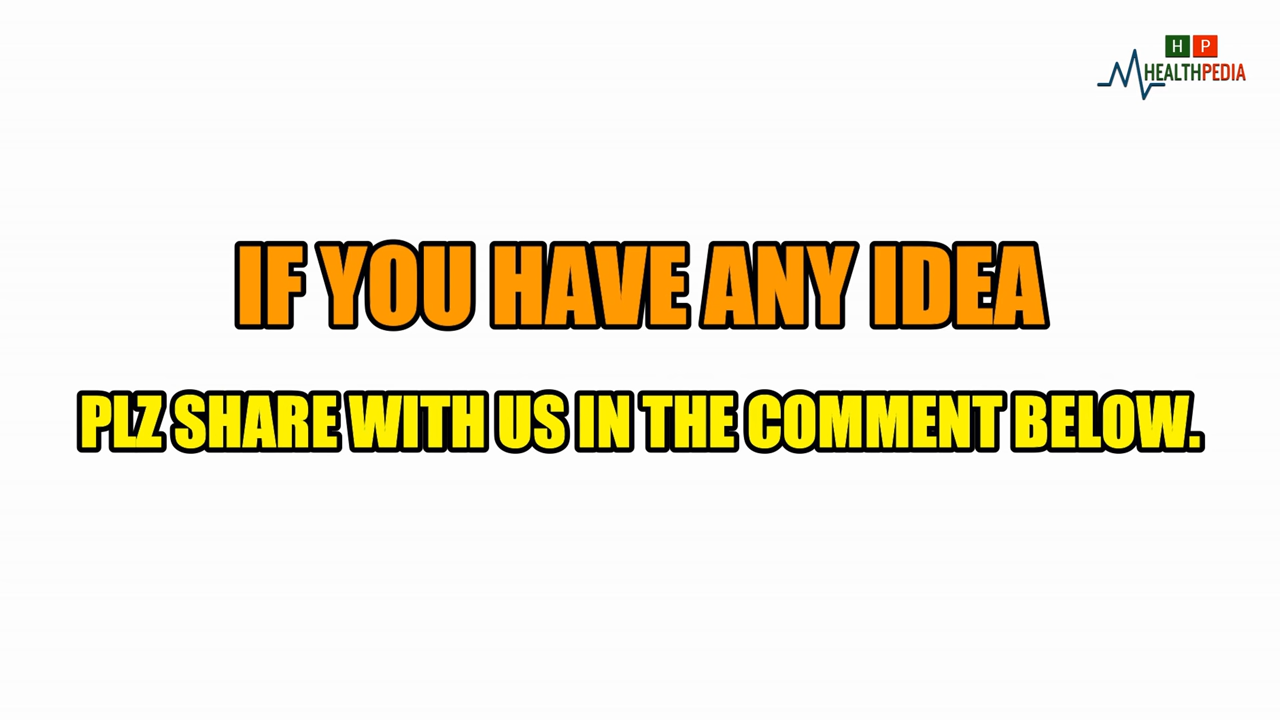 H P
HEALTHPEDIA
IF YOU HAVE ANY IDEA
PLZ SHARE WITH US IN THE COMMENT BELOW.